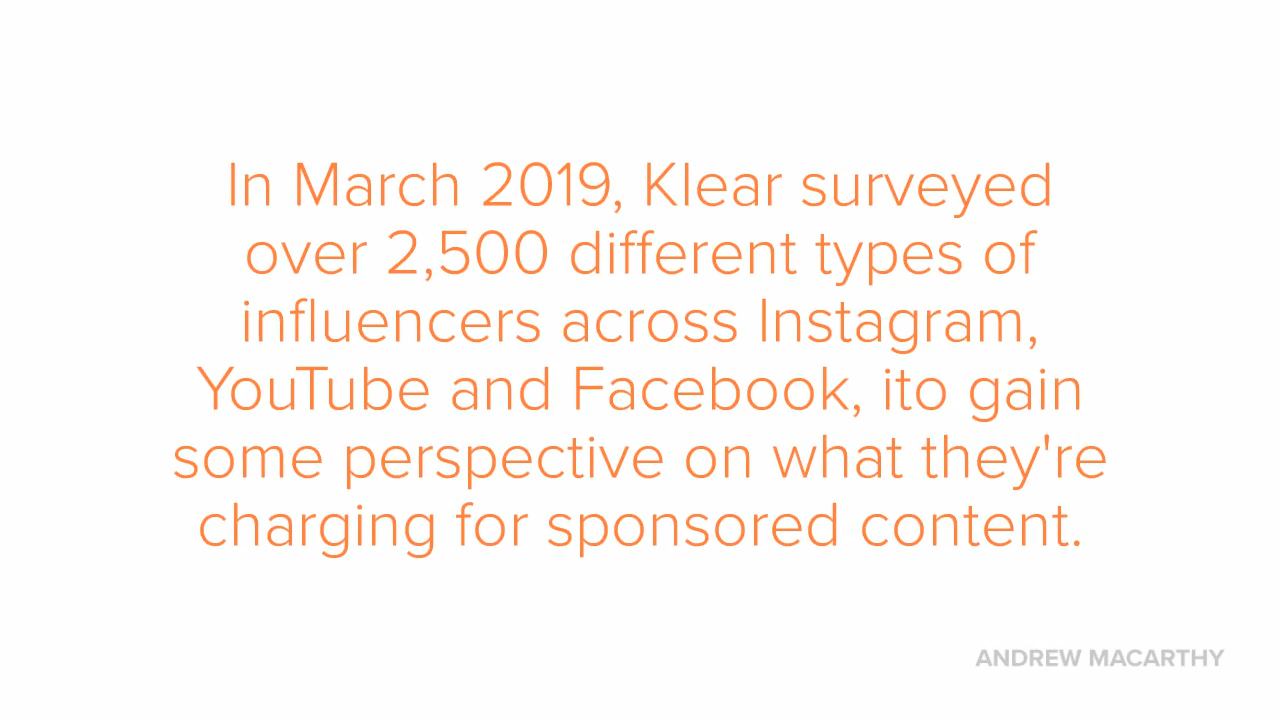 In March 2019, Klear surveyed
over 2,500 different types of
influencers across Instagram,
YouTube and Facebook, ito gain
some perspective on what they're
charging for sponsored content.
ANDREW MACARTHY